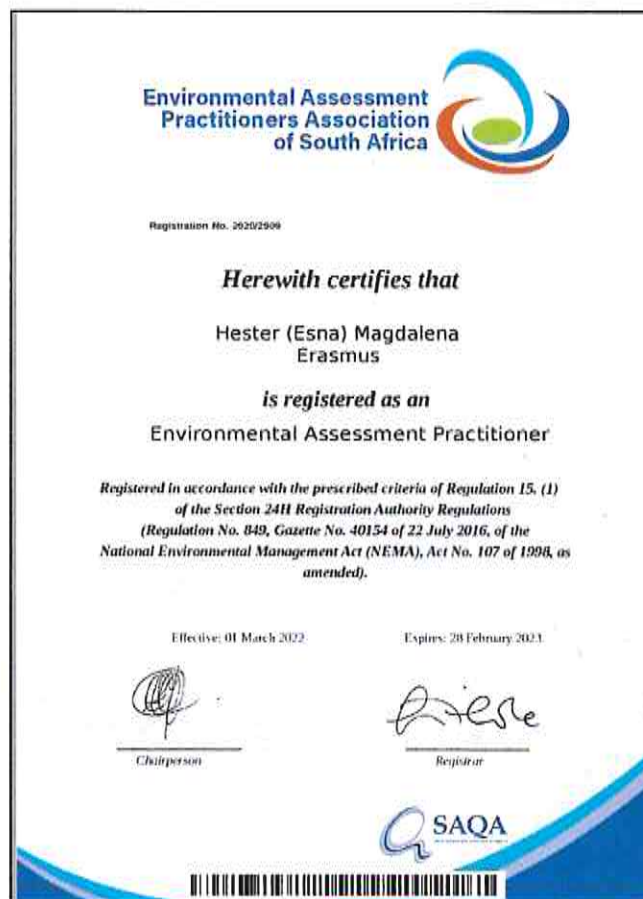 Environmental Assessment
Practitioners Association
of South Africa
Registration No. 2020/2909
Herewith certifies that
Hester (Esna) Magdalena
Erasmus
is registered as an
Environmental Assessment Practitioner
Registered in accordance with the prescribed criteria of Regulation 15. (1)
of the Section 24H Registration Authority Regulations
(Regulation No. 849, Gazette No. 40154 of 22 July 2016, of the
National Environmental Management Act (NEMA), Act No. 107 of 1998, as
amended).
Effective: 01 March 2022 Expires: 28 February 2023
Chairperson Registrar
SAQA